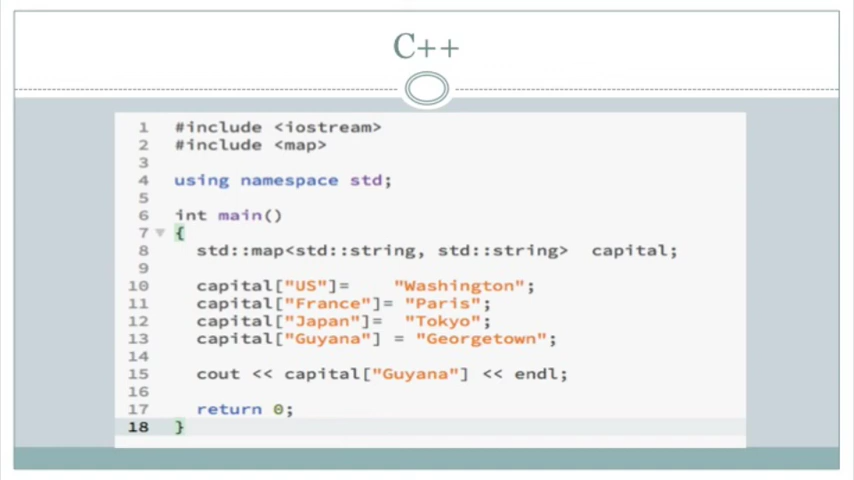 C++
1 #include <iostream>
2 #include <map>
3
4 using namespace std;
5
6 int main()
7 {
8 std::map<std::string, std::string>  capital;
9
10 capital["US"]=    "Washington";
11 capital["France"]= "Paris";
12 capital["Japan"]=  "Tokyo";
13 capital["Guyana"] = "Georgetown";
14
15 cout << capital["Guyana"] << endl;
16
17 return 0;
18 }